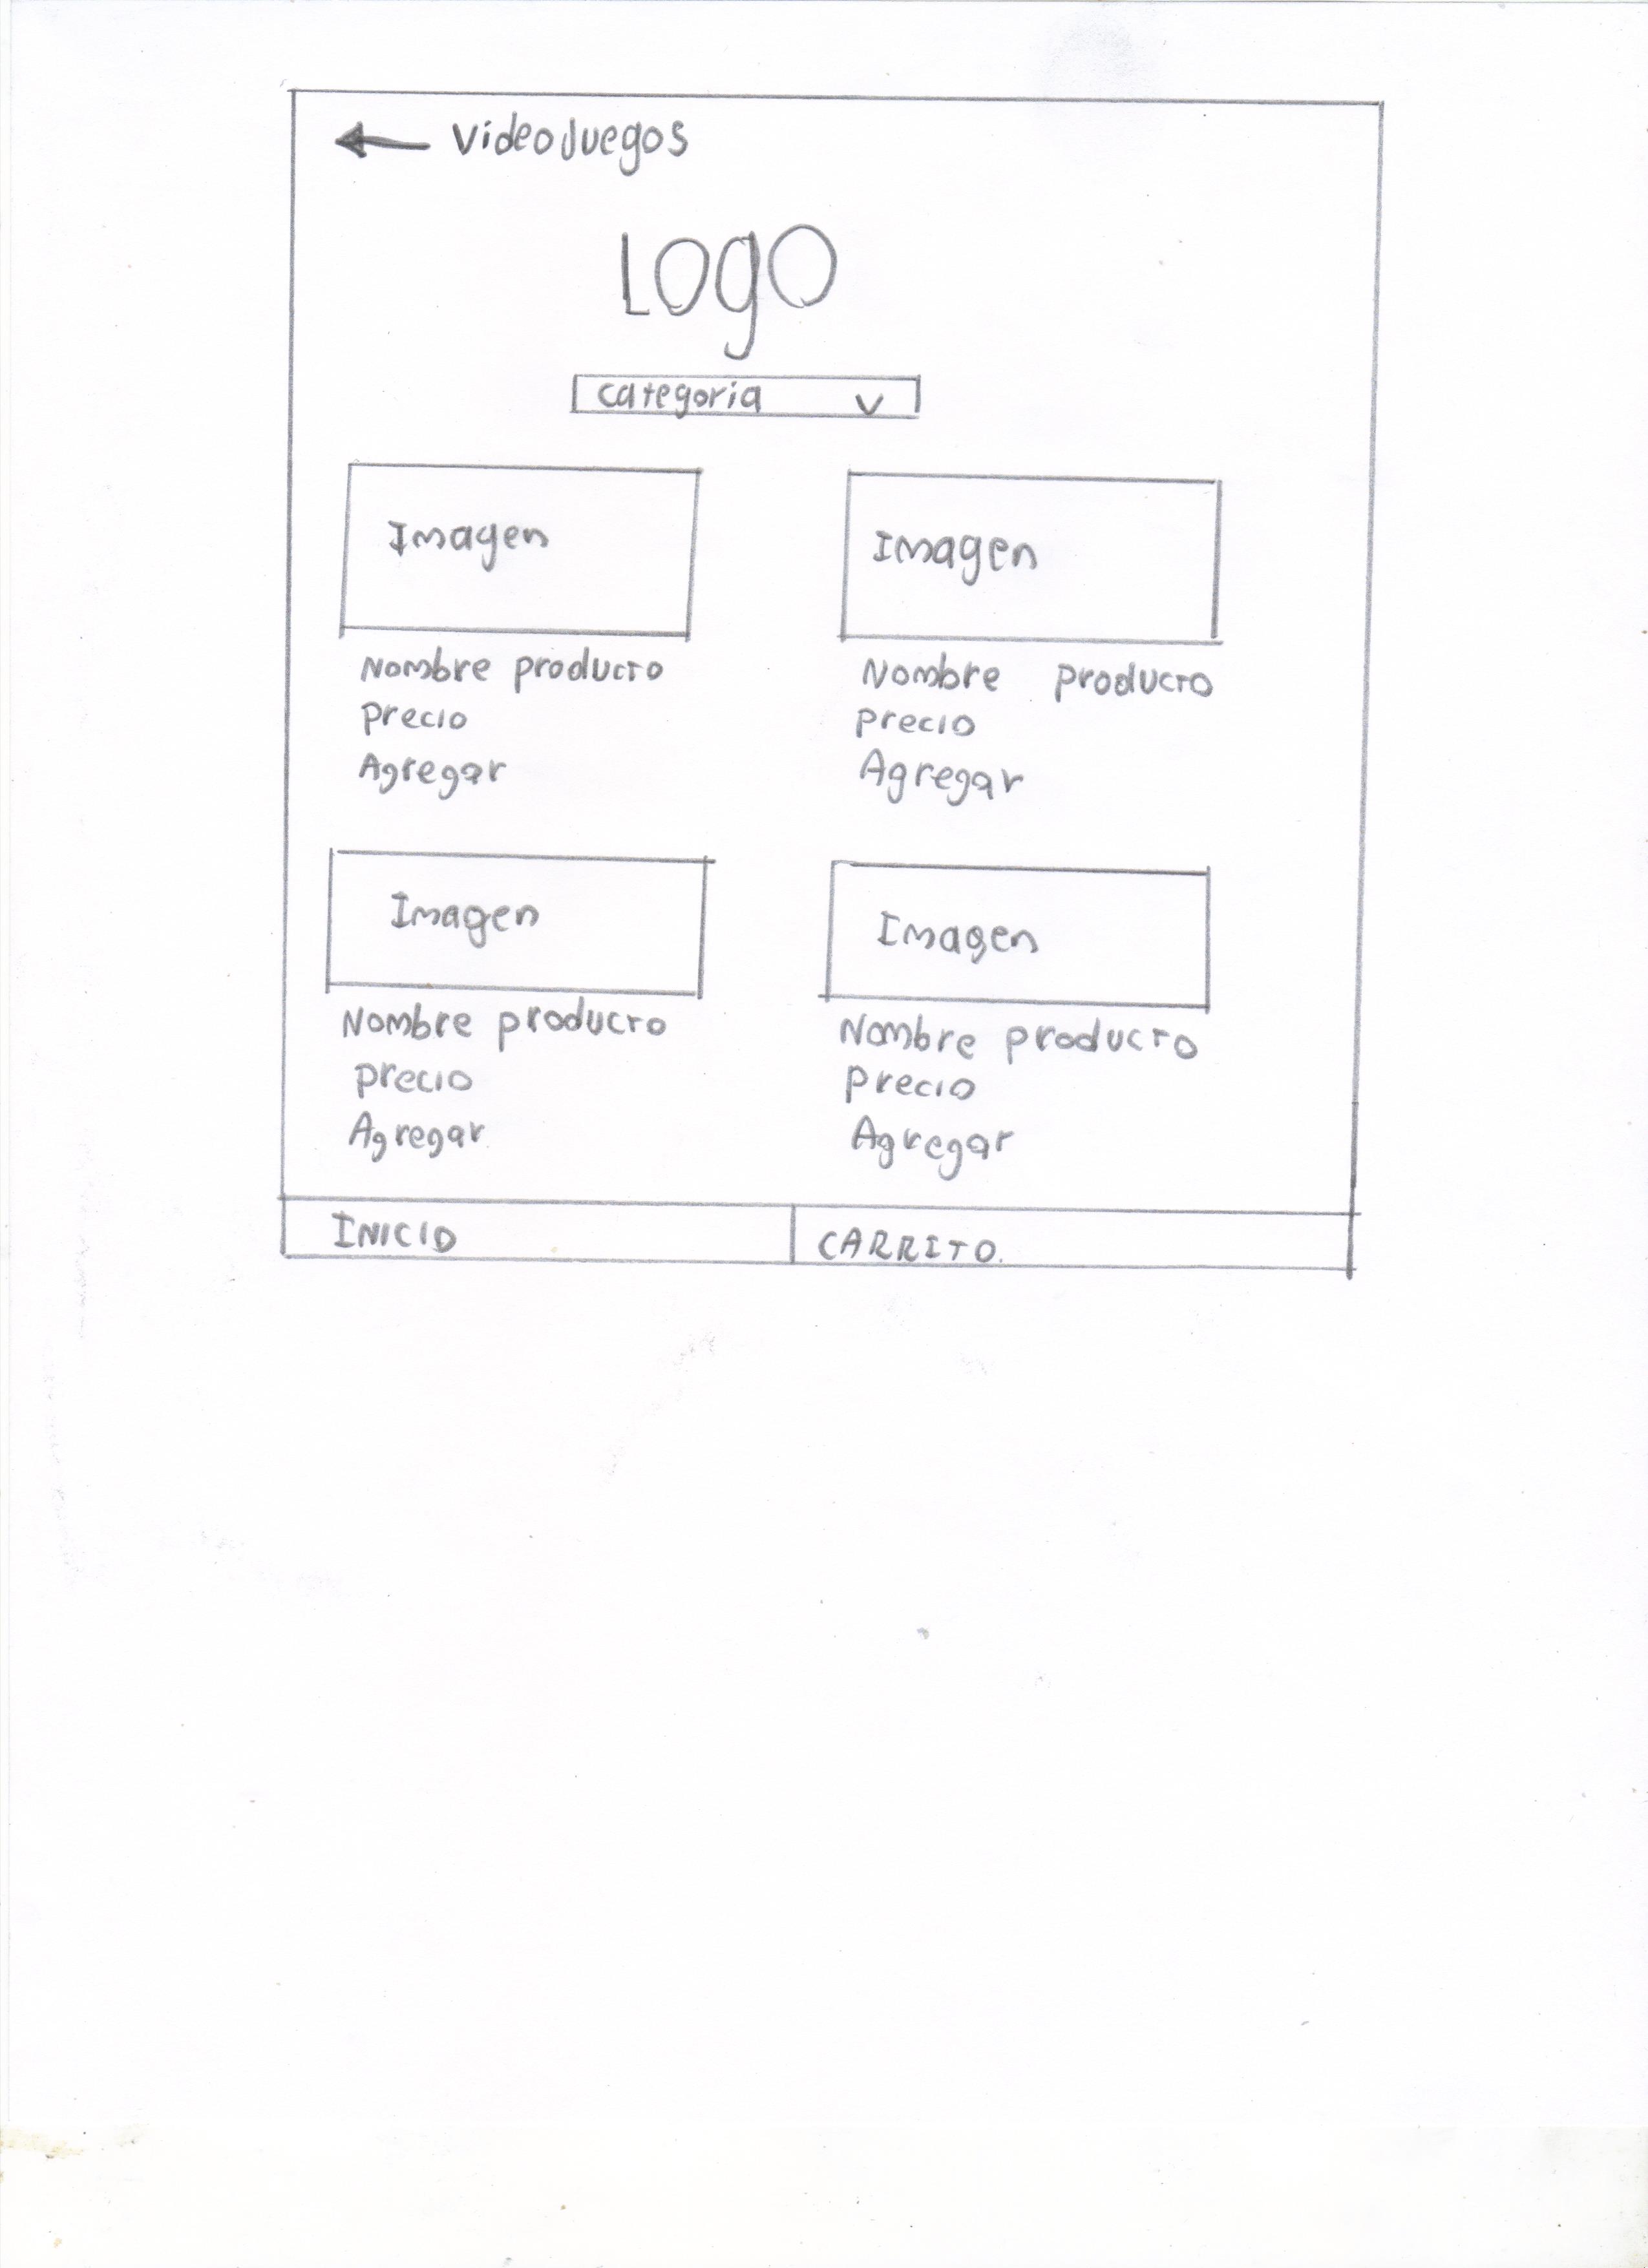 Videojuegos
Logo
categoria
Imagen
Imagen
Nombre producto
precio
Agregar
Nombre producto
precio
Agregar
Imagen
Imagen
Nombre producto
precio
Agregar
Nombre producto
precio
Agregar
INICIO
CARRITO.